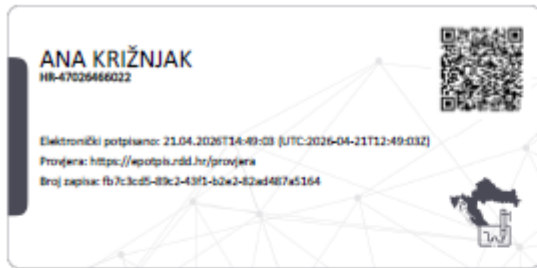 ANA KRIŽNJAK
HR-47026466022
Elektronički potpisano: 21.04.2026T14:49:03 (UTC:2026-04-21T12:49:03Z)
Provjera: https://epotpis.rdd.hr/provjera
Broj zapisa: fb7c3cd5-89c2-43f1-b2e2-82ad487a5164